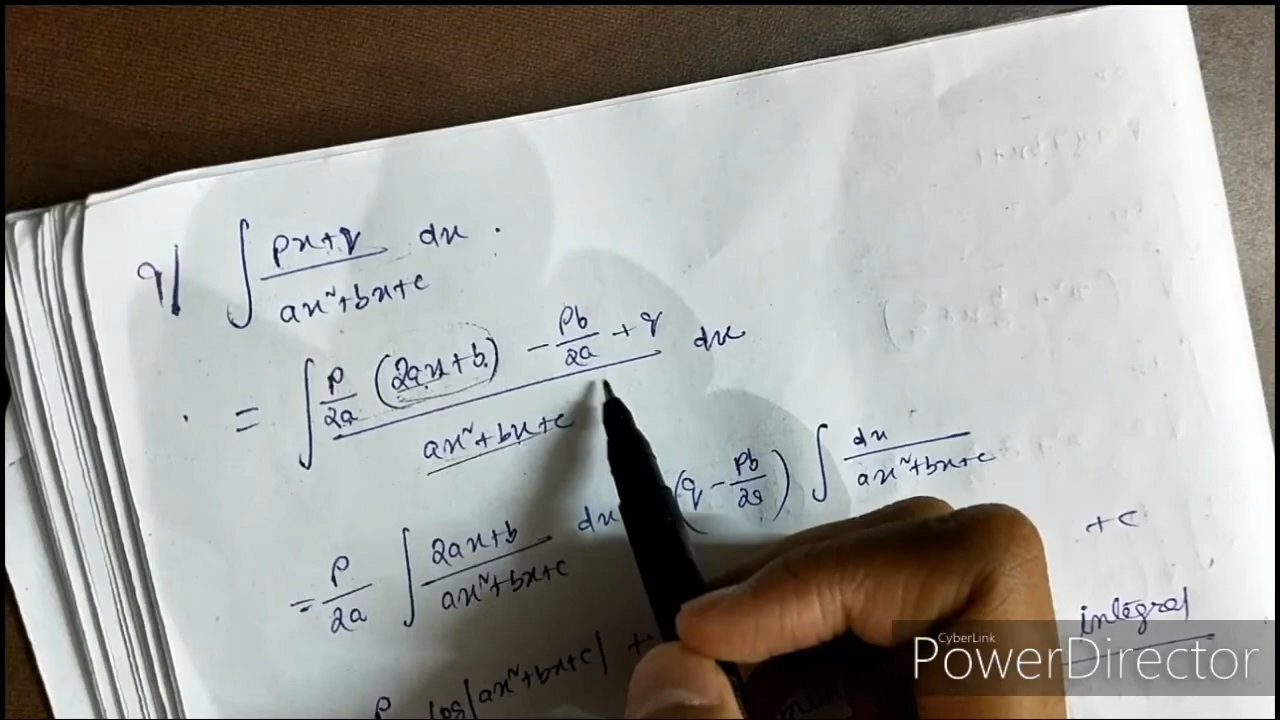 q/ ∫ px+q / ax²+bx+c dx .
= ∫ p/2a (2ax+b) - pb/2a + q / ax²+bx+c dx
= p/2a ∫ 2ax+b / ax²+bx+c dx (q - pb/2a) ∫ dx / ax²+bx+c
+c
p log|ax²+bx+c| +
integral
CyberLink
PowerDirector